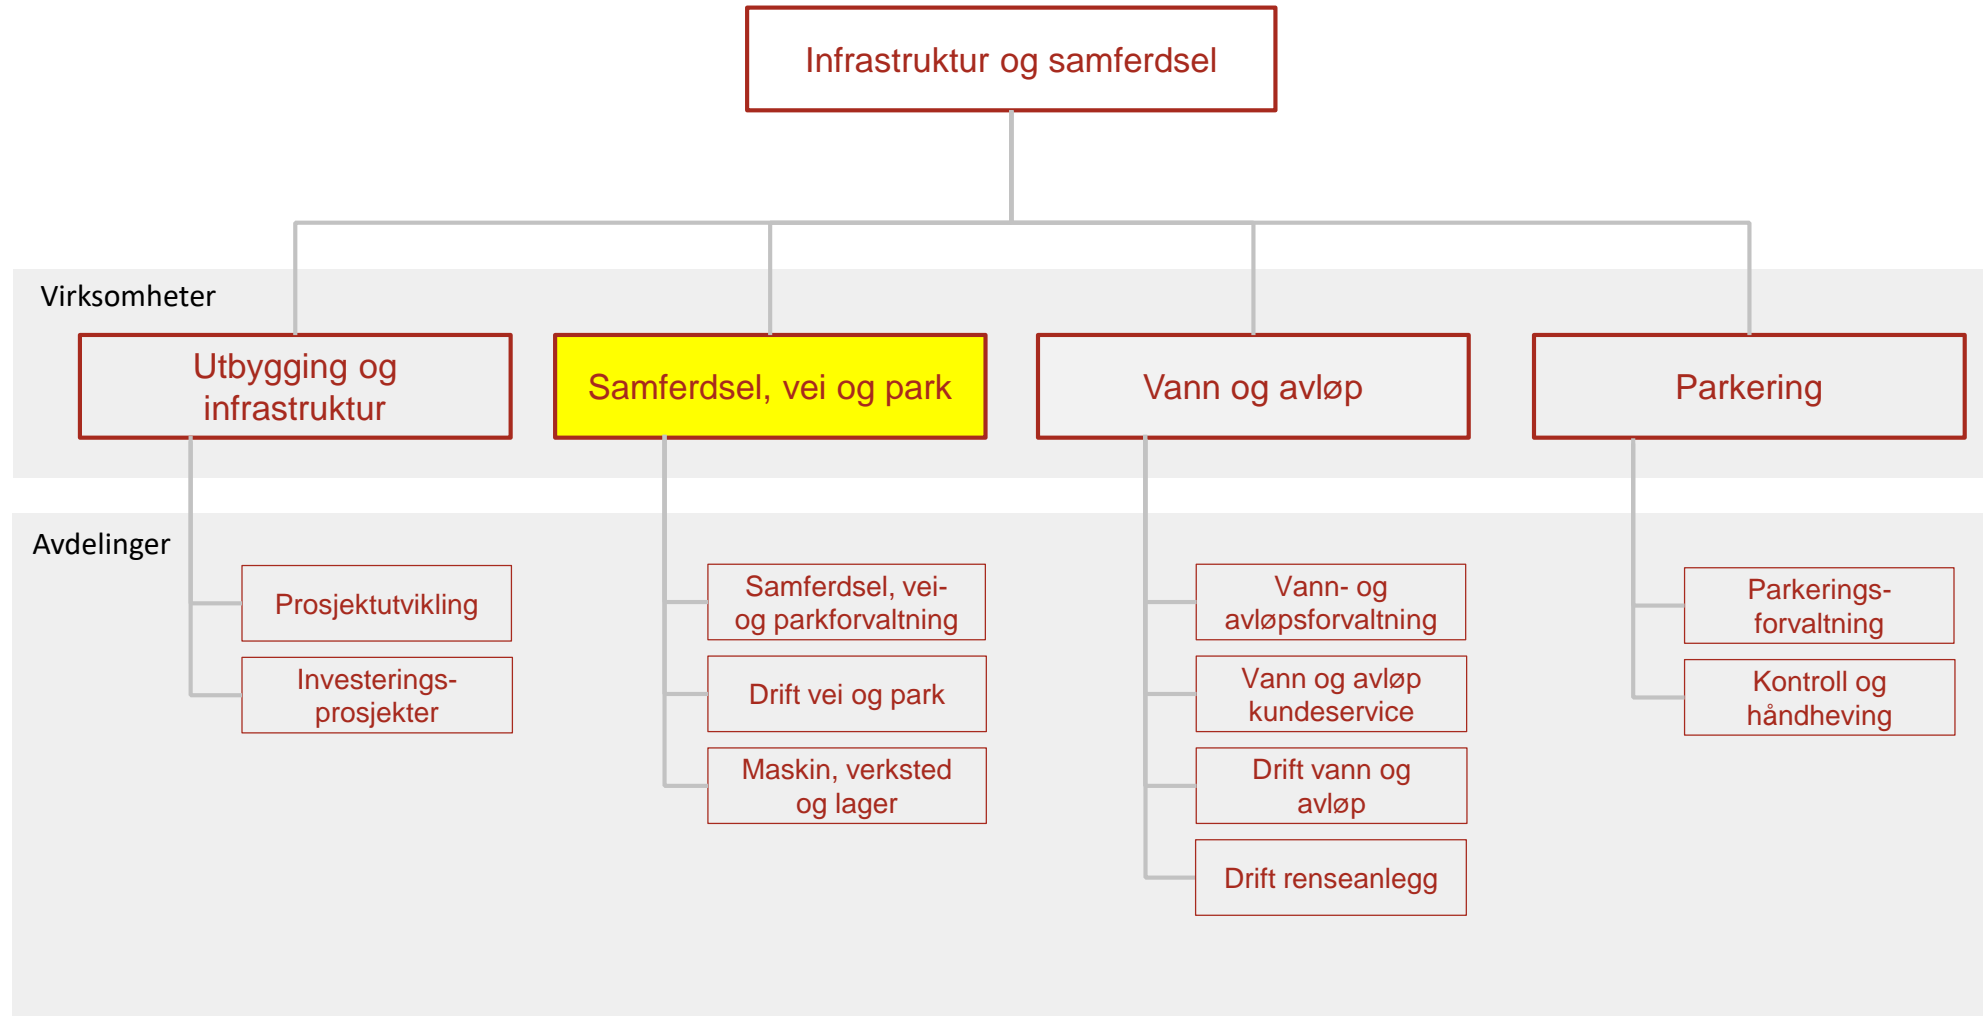 Infrastruktur og samferdsel
Virksomheter
Utbygging og
infrastruktur
Samferdsel, vei og park
Vann og avløp
Parkering
Avdelinger
Prosjektutvikling
Investerings-
prosjekter
Samferdsel, vei-
og parkforvaltning
Drift vei og park
Maskin, verksted
og lager
Vann- og
avløpsforvaltning
Vann og avløp
kundeservice
Drift vann og
avløp
Drift renseanlegg
Parkerings-
forvaltning
Kontroll og
håndheving